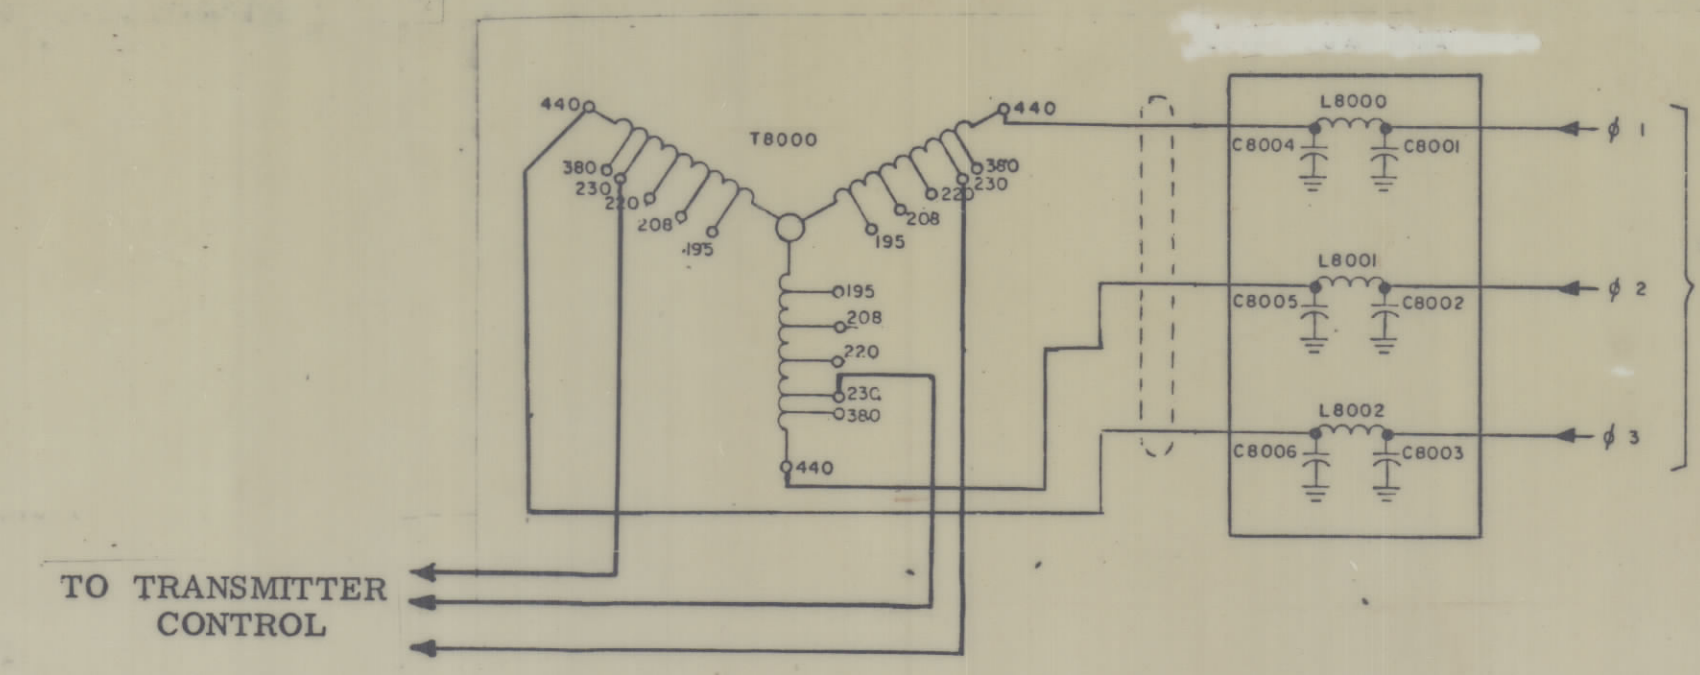 440
T8000
440
L8000
C8004
C8001
ϕ 1
380
230
220
208
195
380
230
220
208
195
195
208
220
230
380
440
L8001
C8005
C8002
ϕ 2
L8002
C8006
C8003
ϕ 3
TO TRANSMITTER
CONTROL